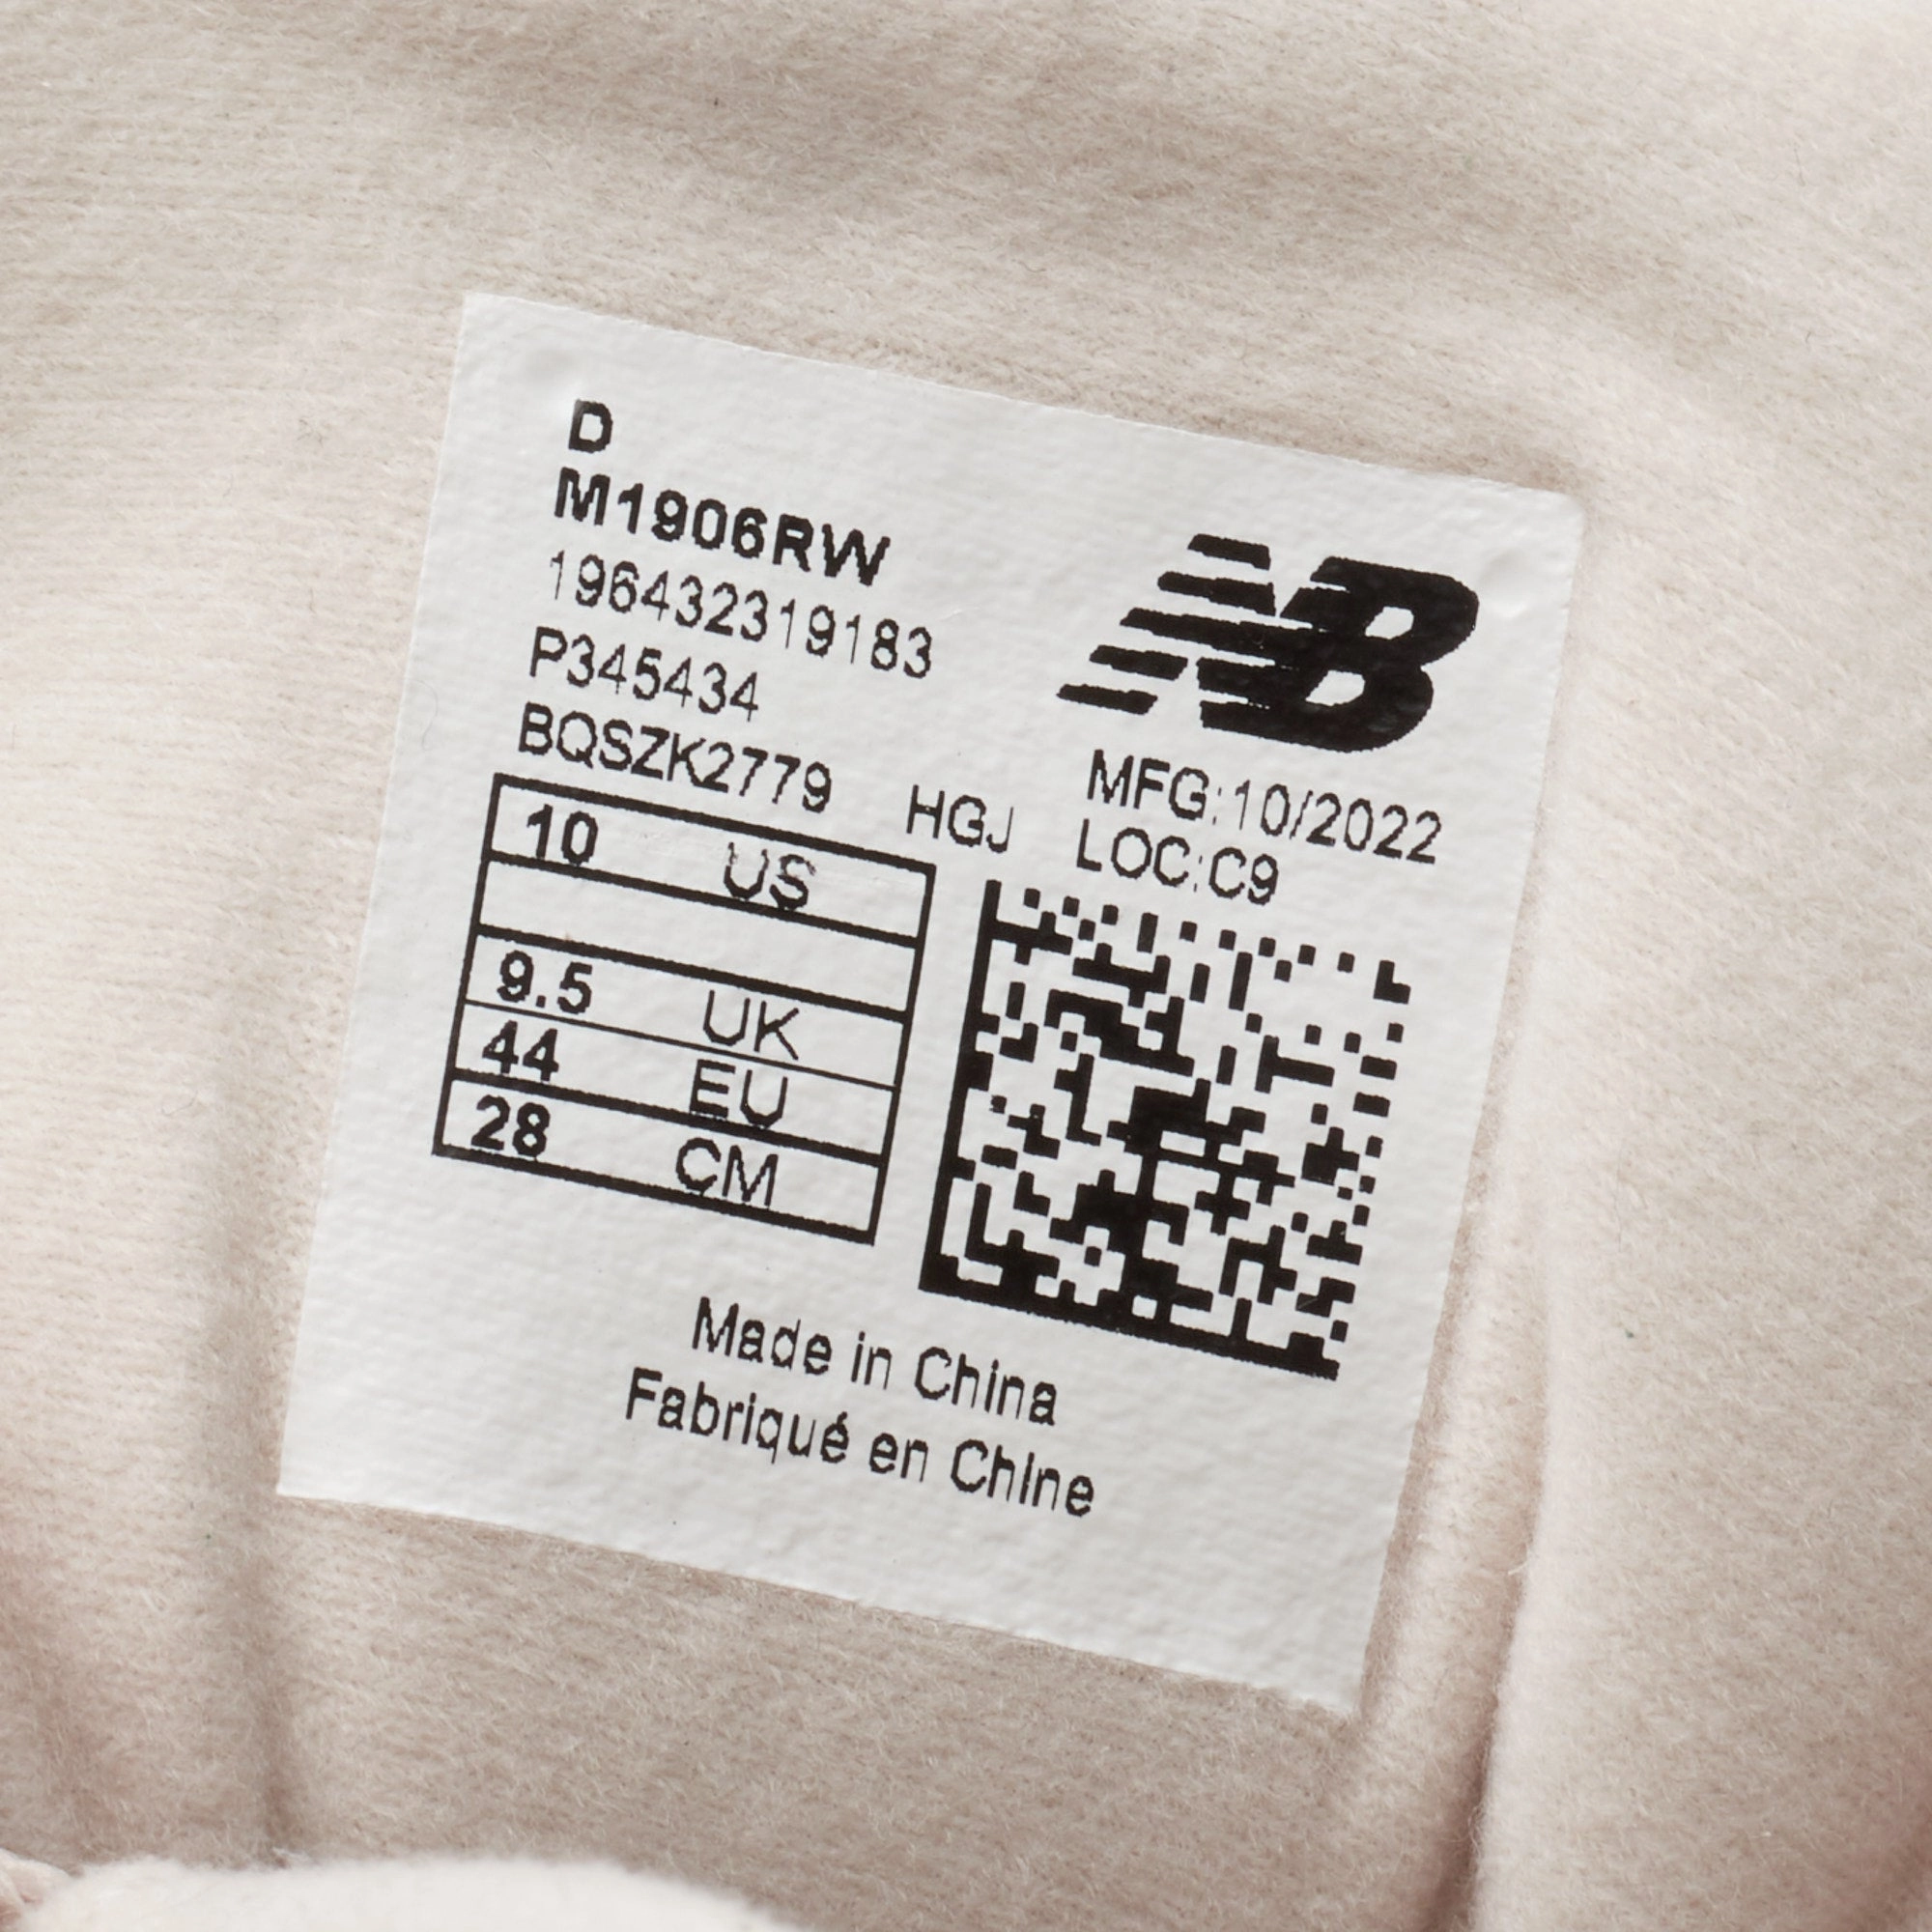 D
M1906RW
196432319183
P345434
BQSZK2779 HGJ
NB
MFG:10/2022
LOC:C9
10 US
9.5 UK
44 EU
28 CM
Made in China
Fabriqué en Chine